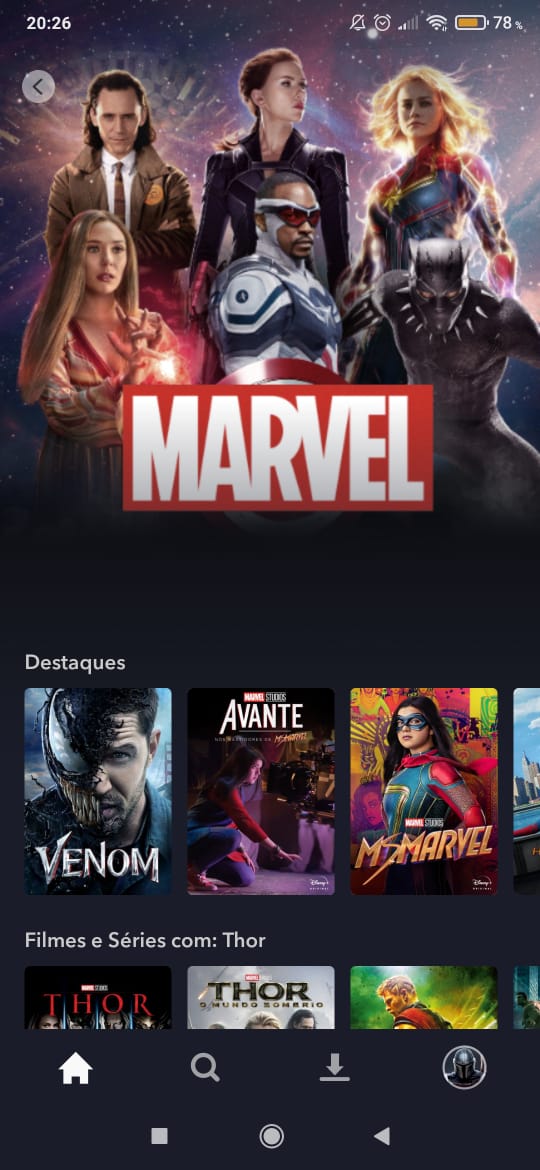 20:26
78%
MARVEL
Destaques
VENOM
MARVEL STUDIOS
AVANTE
NOS BASTIDORES DE MS MARVEL
Disney+
ORIGINAL
MARVEL STUDIOS
MS MARVEL
Disney+
ORIGINAL
Filmes e Séries com: Thor
MARVEL STUDIOS
THOR
MARVEL STUDIOS
THOR
O MUNDO SOMBRIO